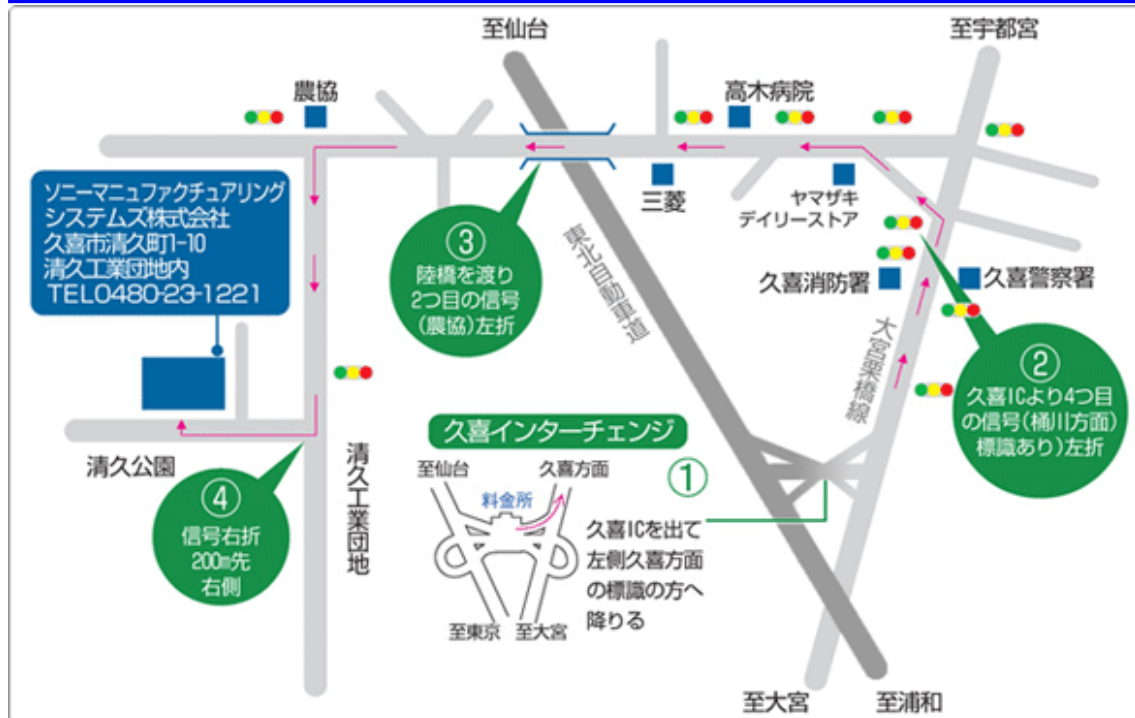 至仙台
至宇都宮
農協
高木病院
三菱
ヤマザキ
デイリーストア
ソニーマニュファクチュアリング
システムズ株式会社
久喜市清久町1-10
清久工業団地内
TEL0480-23-1221
③
陸橋を渡り
2つ目の信号
(農協)左折
東北自動車道
久喜消防署
久喜警察署
大宮栗橋線
②
久喜ICより4つ目
の信号(桶川方面)
標識あり)左折
清久公園
清久工業団地
④
信号右折
200m先
右側
久喜インターチェンジ
至仙台
久喜方面
料金所
至東京
至大宮
①
久喜ICを出て
左側久喜方面
の標識の方へ
降りる
至大宮
至浦和